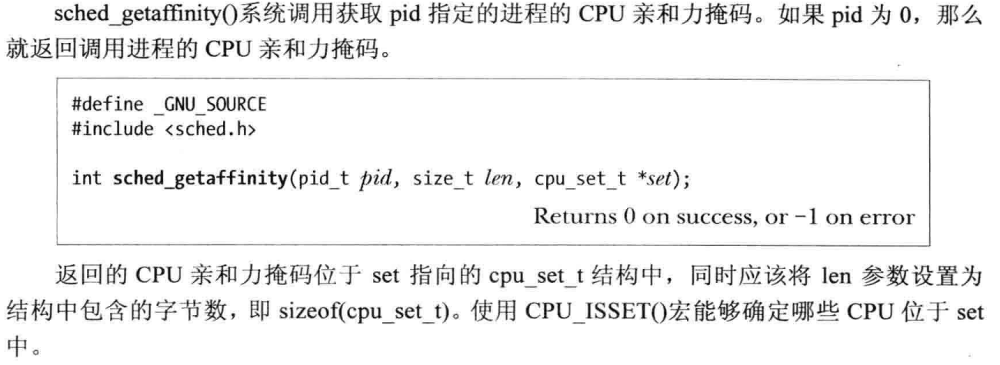 sched_getaffinity()系统调用获取 pid 指定的进程的 CPU 亲和力掩码。如果 pid 为 0，那么
就返回调用进程的 CPU 亲和力掩码。
#define _GNU_SOURCE
#include <sched.h>
int sched_getaffinity(pid_t pid, size_t len, cpu_set_t *set);
Returns 0 on success, or −1 on error
返回的 CPU 亲和力掩码位于 set 指向的 cpu_set_t 结构中，同时应该将 len 参数设置为
结构中包含的字节数，即 sizeof(cpu_set_t)。使用 CPU_ISSET()宏能够确定哪些 CPU 位于 set
中。